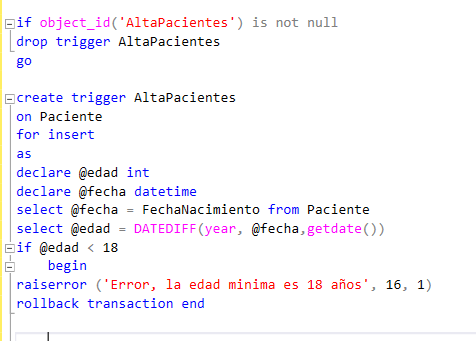 if object_id('AltaPacientes') is not null
drop trigger AltaPacientes
go
create trigger AltaPacientes
on Paciente
for insert
as
declare @edad int
declare @fecha datetime
select @fecha = FechaNacimiento from Paciente
select @edad = DATEDIFF(year, @fecha,getdate())
if @edad < 18
begin
raiserror ('Error, la edad minima es 18 años', 16, 1)
rollback transaction end